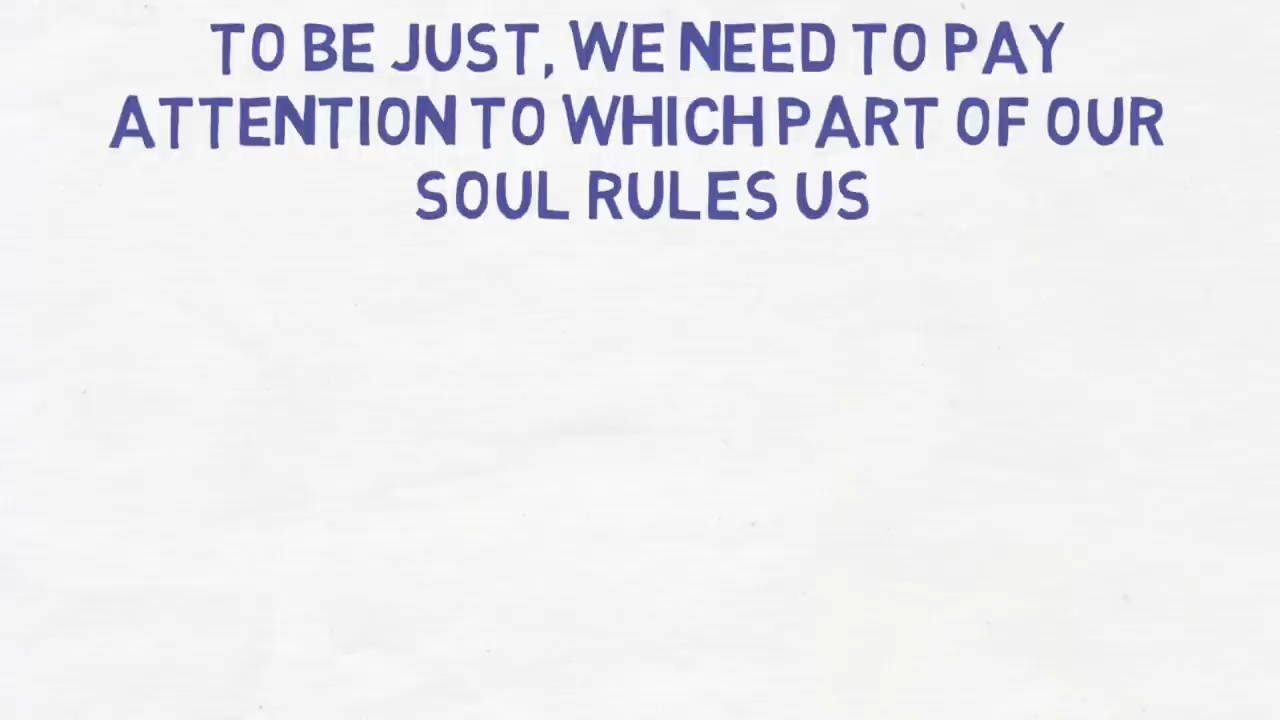 TO BE JUST, WE NEED TO PAY
ATTENTION TO WHICH PART OF OUR
SOUL RULES US